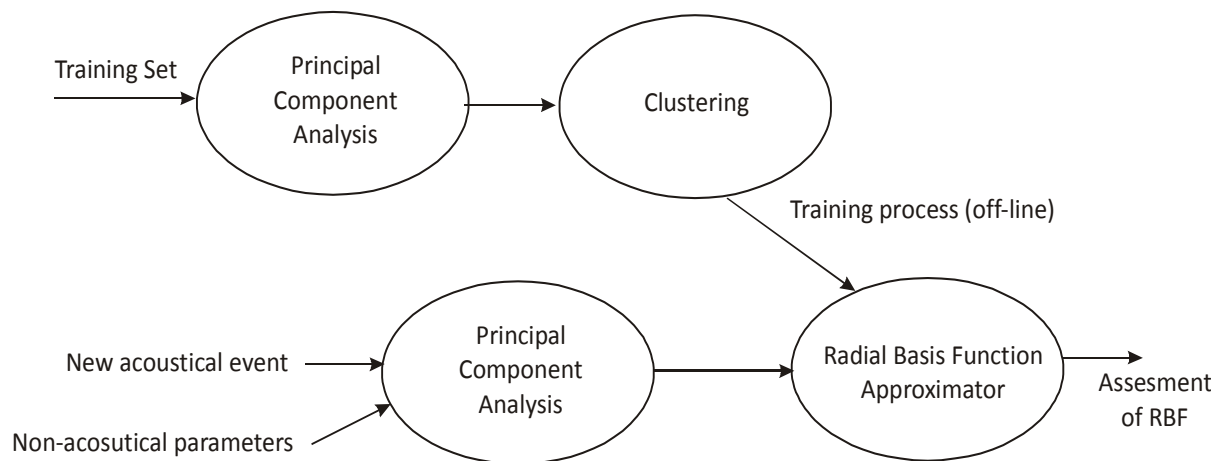 Training Set
Principal
Component
Analysis
Clustering
Training process (off-line)
New acoustical event
Non-acosutical parameters
Principal
Component
Analysis
Radial Basis Function
Approximator
Assesment
of RBF